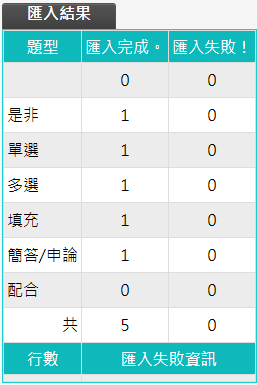 匯入結果
題型 匯入完成。 匯入失敗！
0 0
是非 1 0
單選 1 0
多選 1 0
填充 1 0
簡答/申論 1 0
配合 0 0
共 5 0
行數 匯入失敗資訊